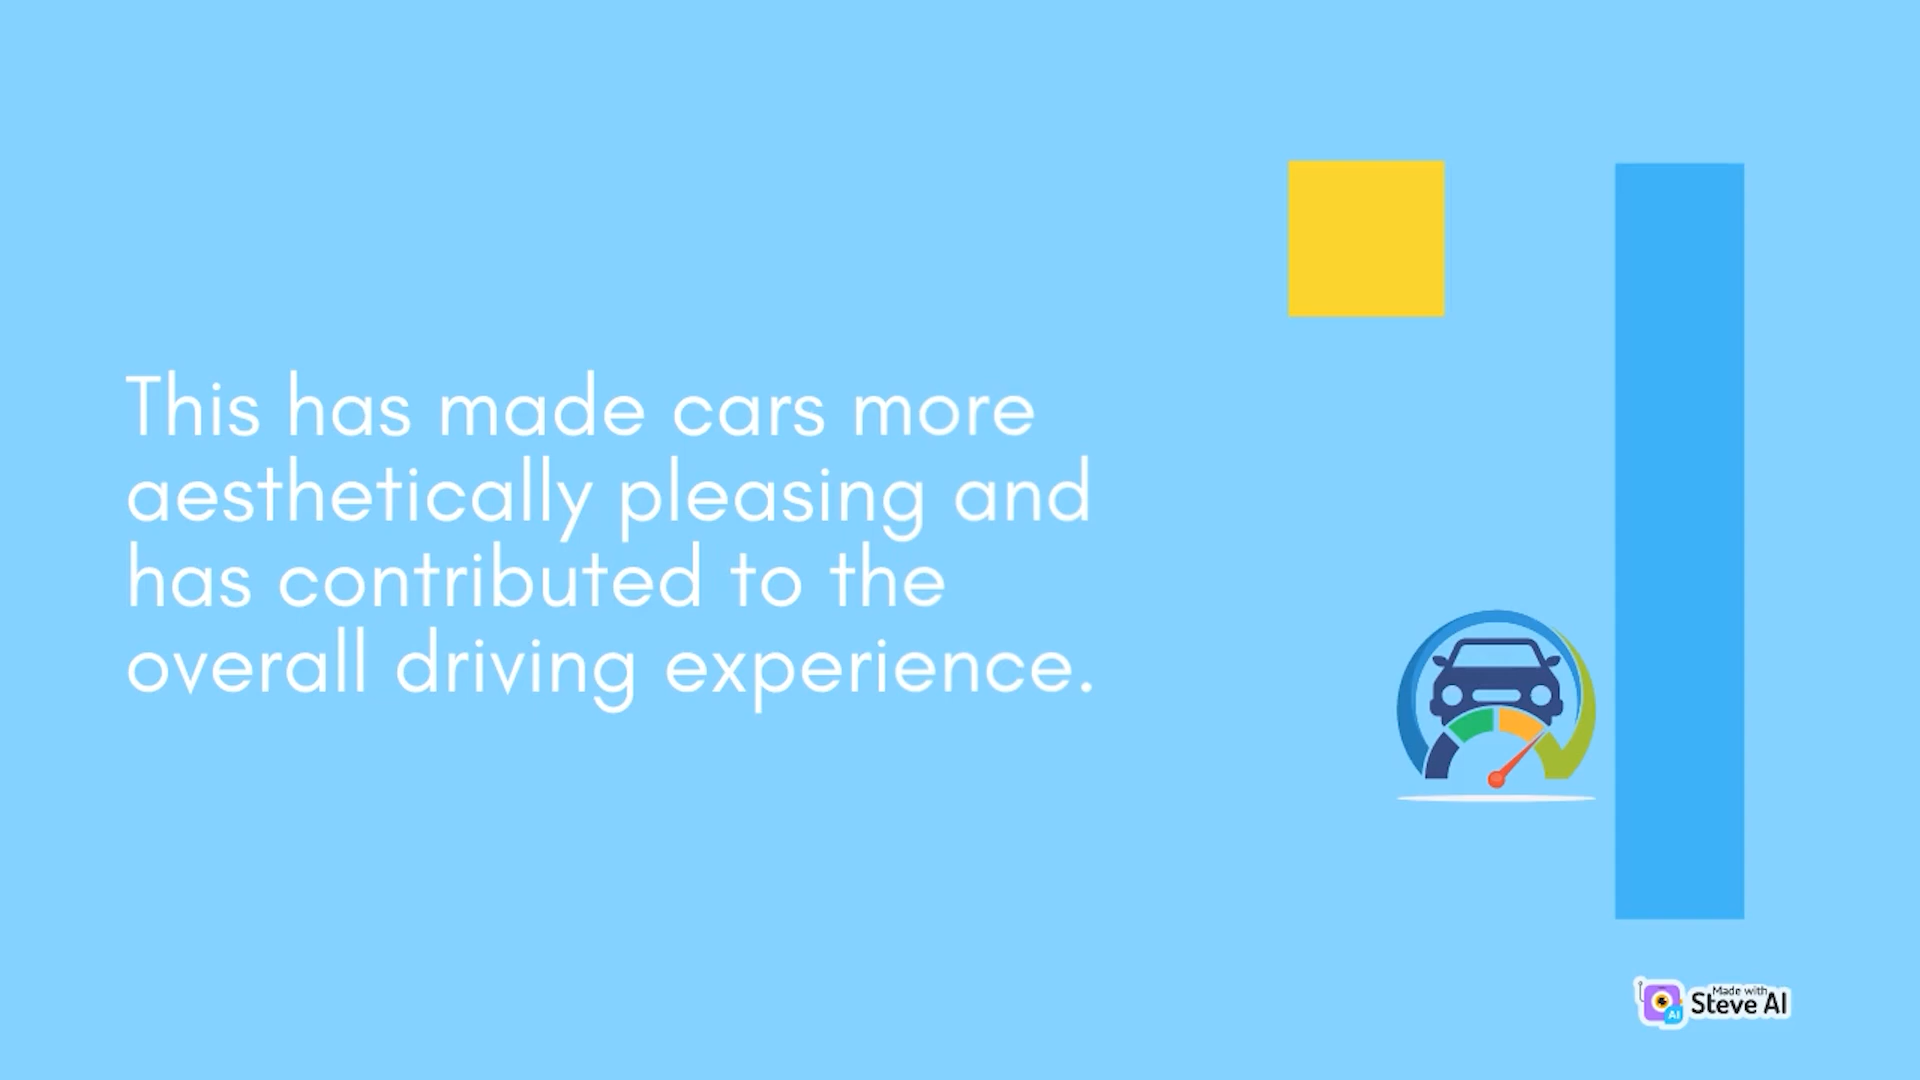 This has made cars more
aesthetically pleasing and
has contributed to the
overall driving experience.
Made with
Steve AI
AI